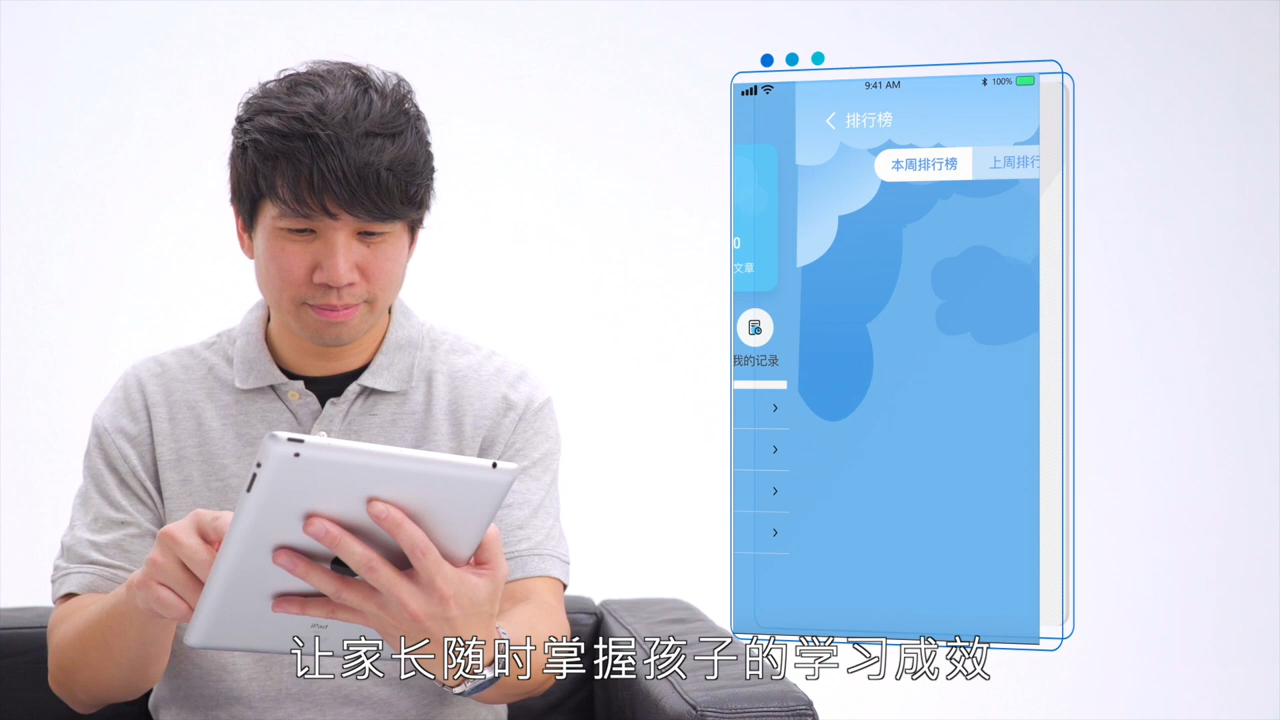 9:41 AM
100%
排行榜
本周排行榜
上周排行
0
文章
我的记录
iPad
让家长随时掌握孩子的学习成效